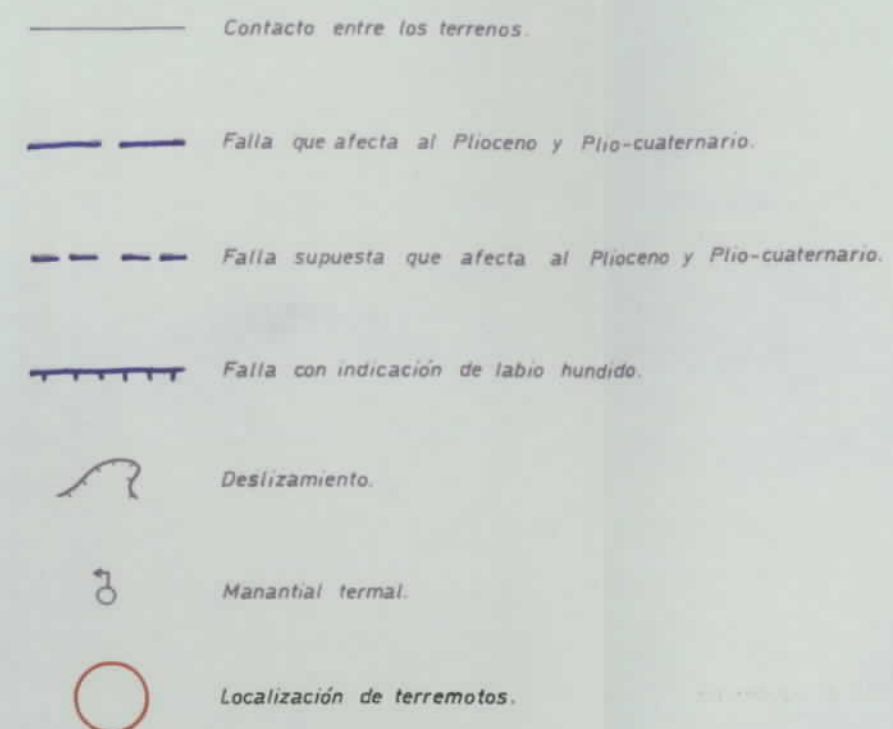 Contacto entre los terrenos.
Falla que afecta al Plioceno y Plio-cuaternario.
Falla supuesta que afecta al Plioceno y Plio-cuaternario.
Falla con indicación de labio hundido.
Deslizamiento.
Manantial termal.
Localización de terremotos.